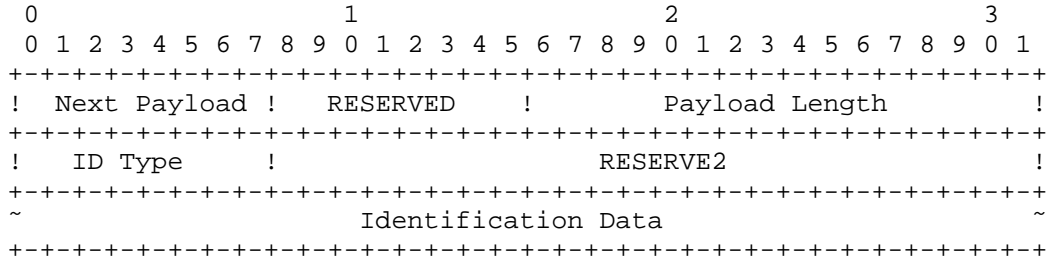 0                   1                   2                   3
 0 1 2 3 4 5 6 7 8 9 0 1 2 3 4 5 6 7 8 9 0 1 2 3 4 5 6 7 8 9 0 1
+-+-+-+-+-+-+-+-+-+-+-+-+-+-+-+-+-+-+-+-+-+-+-+-+-+-+-+-+-+-+-+-+
!  Next Payload !   RESERVED    !        Payload Length         !
+-+-+-+-+-+-+-+-+-+-+-+-+-+-+-+-+-+-+-+-+-+-+-+-+-+-+-+-+-+-+-+-+
!   ID Type     !                    RESERVE2                   !
+-+-+-+-+-+-+-+-+-+-+-+-+-+-+-+-+-+-+-+-+-+-+-+-+-+-+-+-+-+-+-+-+
~                     Identification Data                       ~
+-+-+-+-+-+-+-+-+-+-+-+-+-+-+-+-+-+-+-+-+-+-+-+-+-+-+-+-+-+-+-+-+